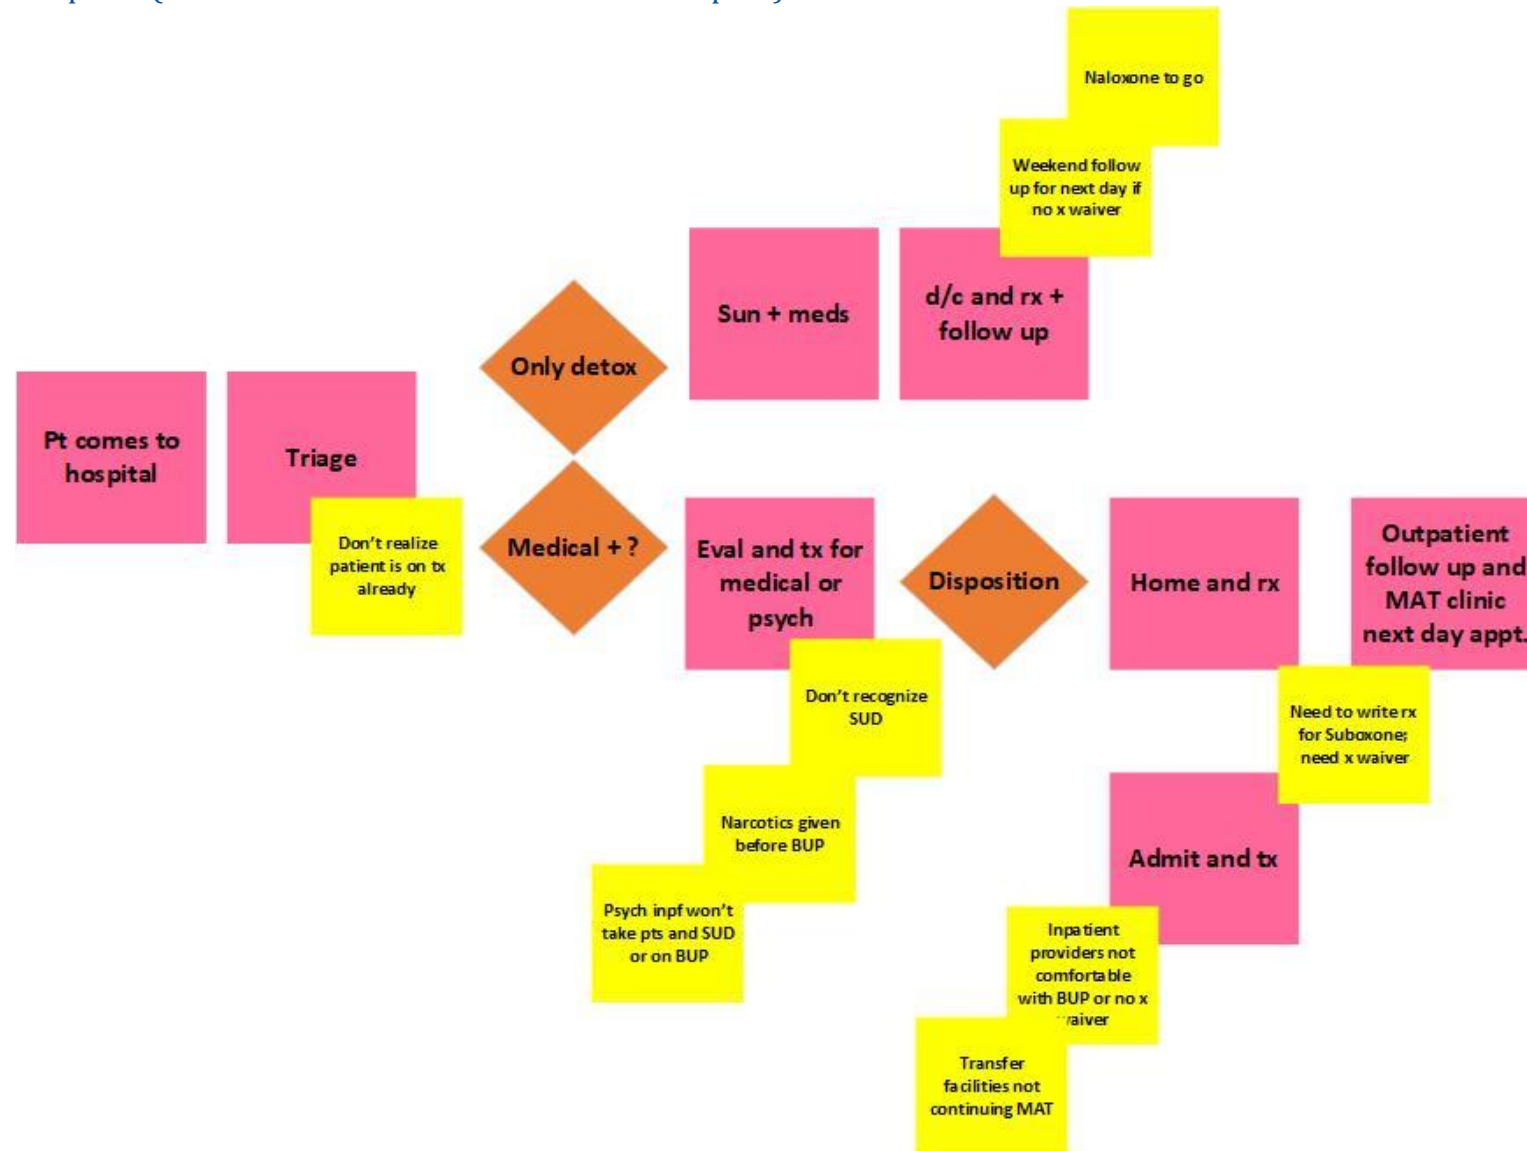 Naloxone to go
Weekend follow
up for next day if
no x waiver
Sun + meds
d/c and rx +
follow up
Only detox
Pt comes to
hospital
Triage
Don't realize
patient is on tx
already
Medical + ?
Eval and tx for
medical or
psych
Disposition
Home and rx
Outpatient
follow up and
MAT clinic
next day appt.
Don't recognize
SUD
Need to write rx
for Suboxone;
need x waiver
Narcotics given
before BUP
Admit and tx
Psych inpf won't
take pts and SUD
or on BUP
Inpatient
providers not
comfortable
with BUP or no x
waiver
Transfer
facilities not
continuing MAT